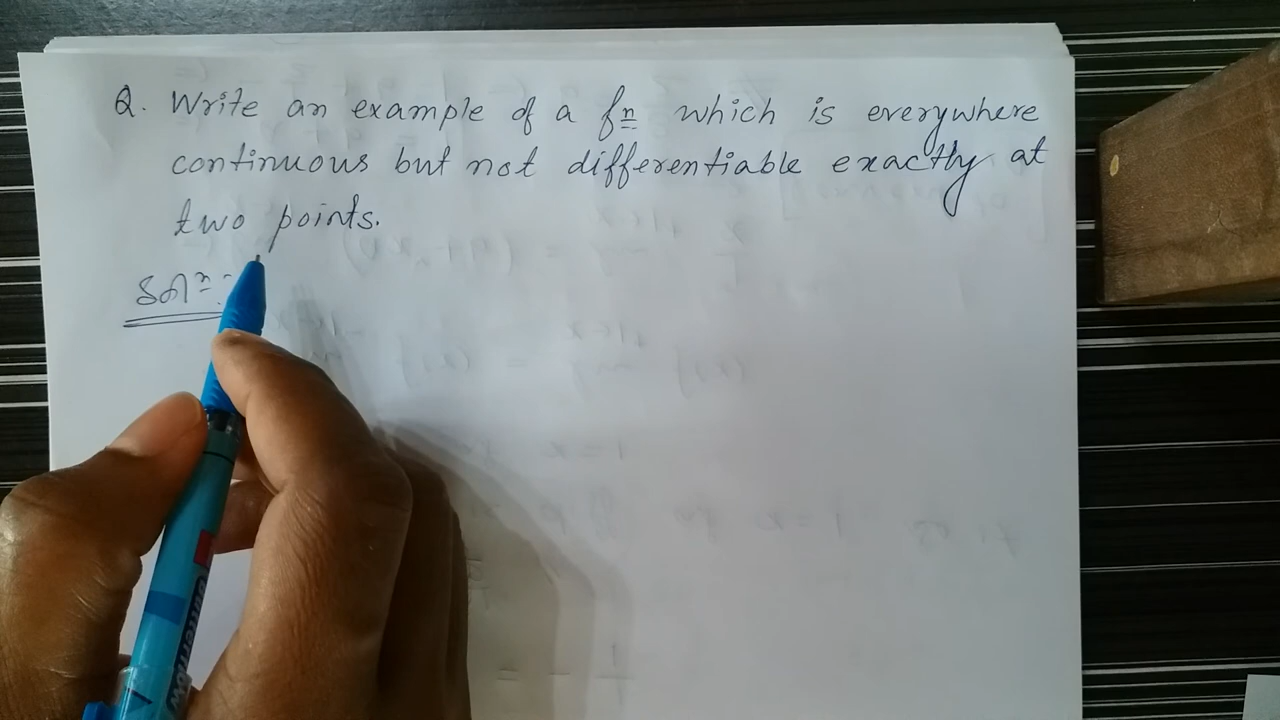 Q. Write an example of a fn which is everywhere
continuous but not differentiable exactly at
two points.
Soln: